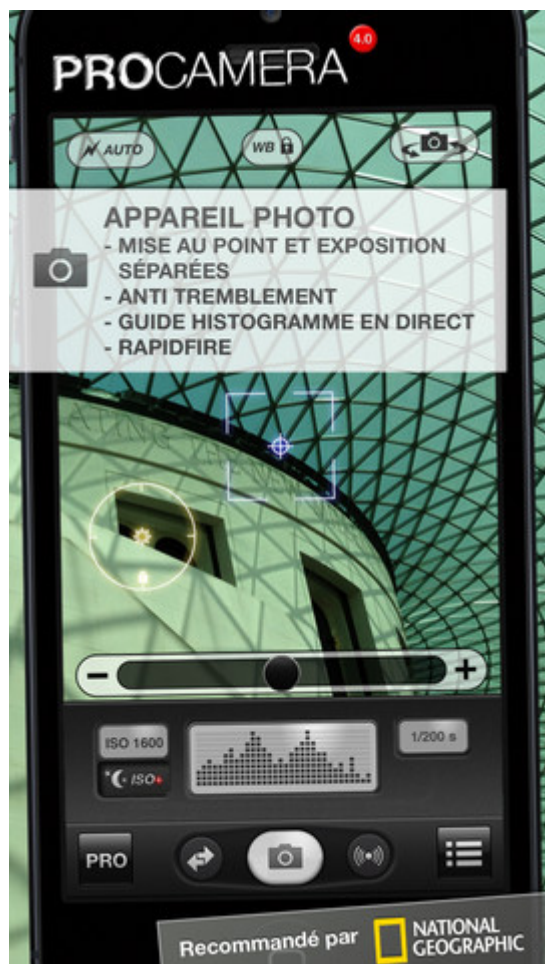 PROCAMERA
4.0
AUTO
WB
APPAREIL PHOTO
- MISE AU POINT ET EXPOSITION
SÉPARÉES
- ANTI TREMBLEMENT
- GUIDE HISTOGRAMME EN DIRECT
- RAPIDFIRE
- +
ISO 1600
1/200 s
ISO+
PRO
Recommandé par
NATIONAL
GEOGRAPHIC